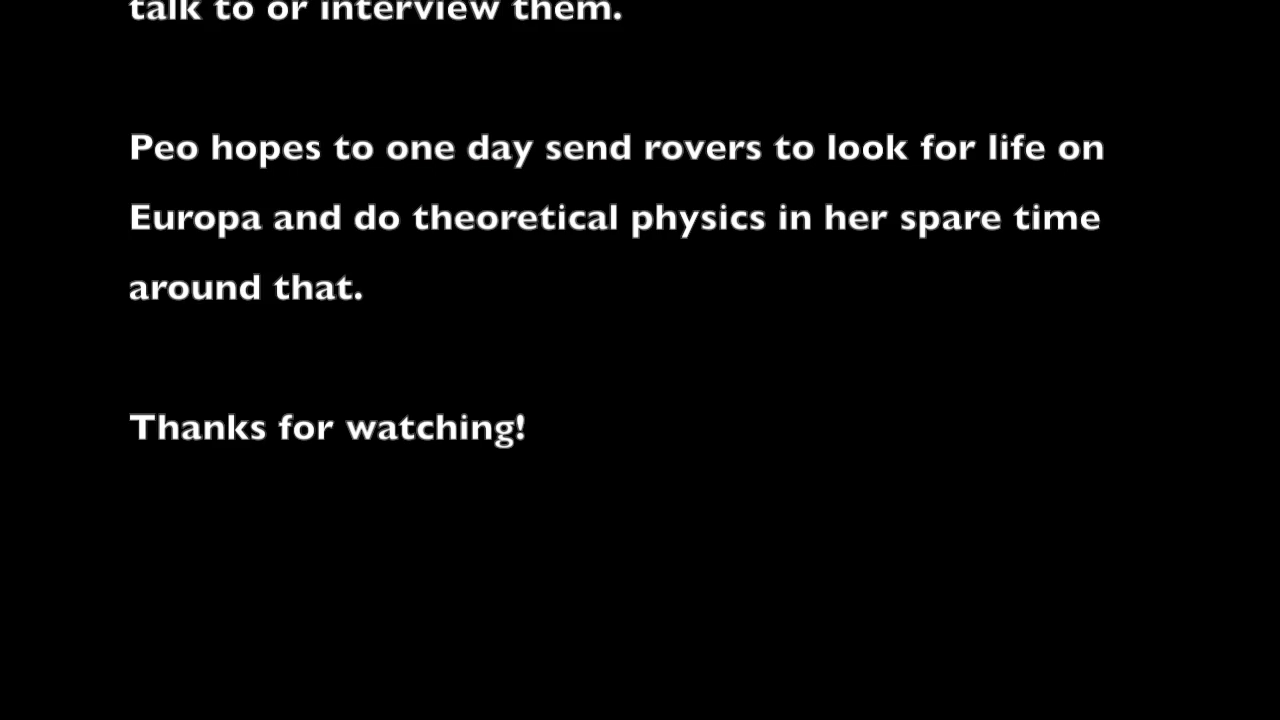 talk to or interview them.
Peo hopes to one day send rovers to look for life on
Europa and do theoretical physics in her spare time
around that.
Thanks for watching!